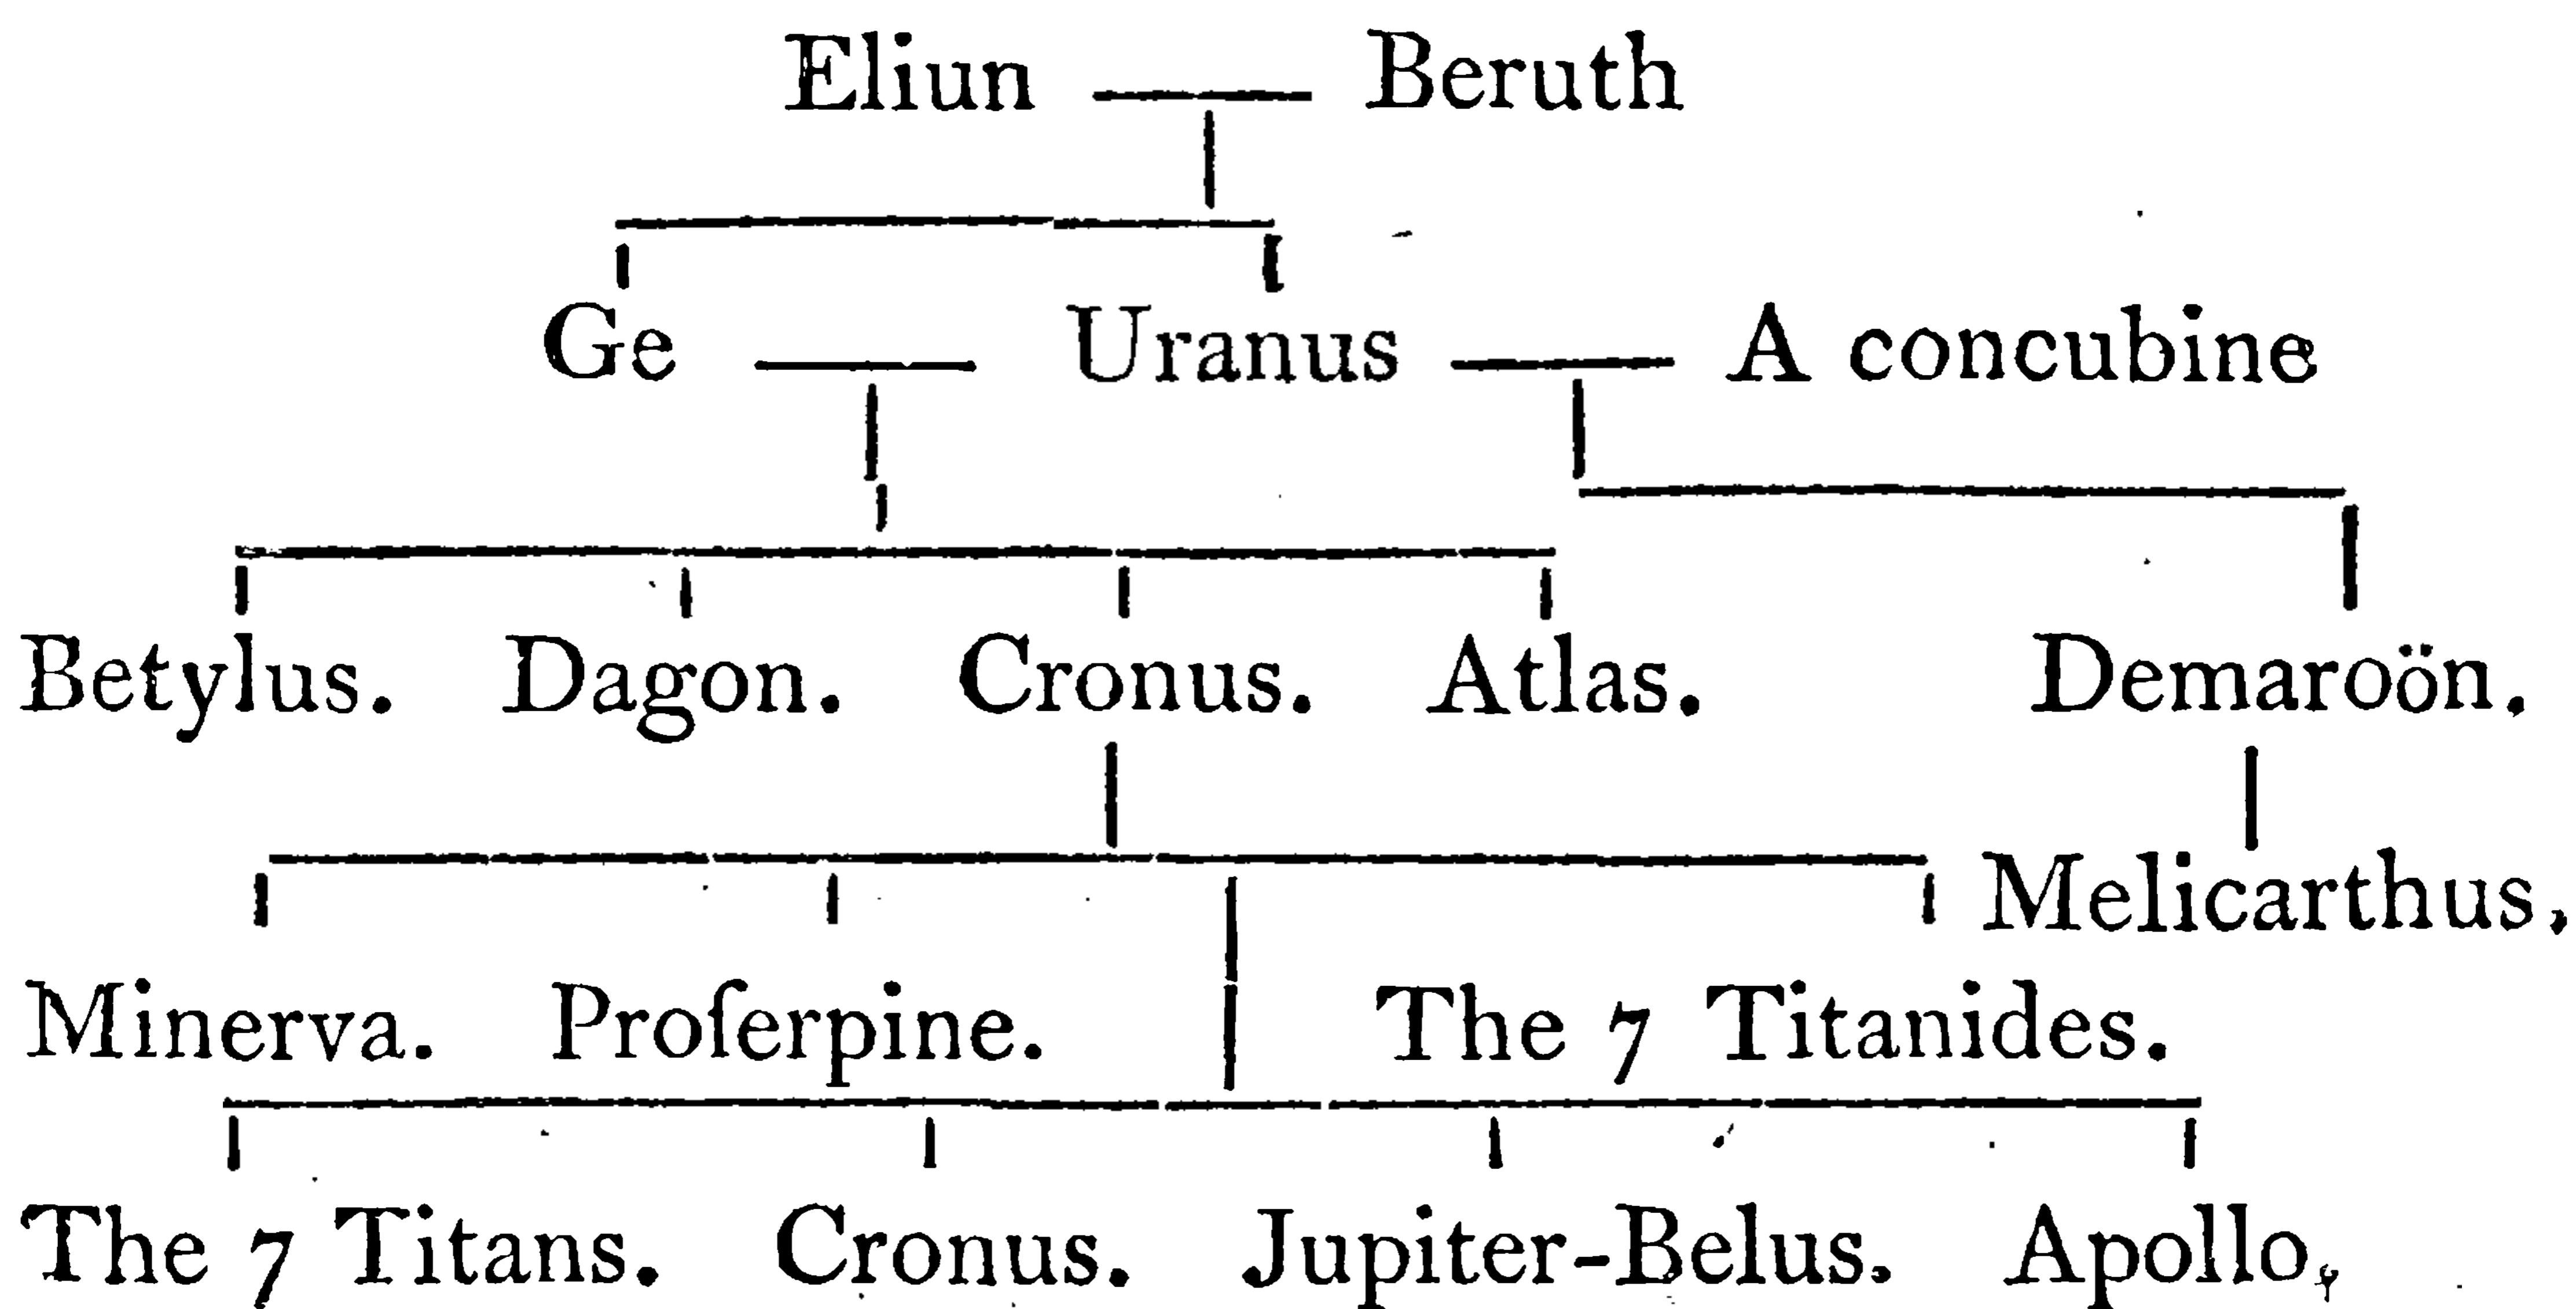 Eliun — Beruth
Ge — Uranus — A concubine
Betylus. Dagon. Cronus. Atlas. Demaroön.
Melicarthus.
Minerva. Proſerpine. The 7 Titanides.
The 7 Titans. Cronus. Jupiter-Belus. Apollo.